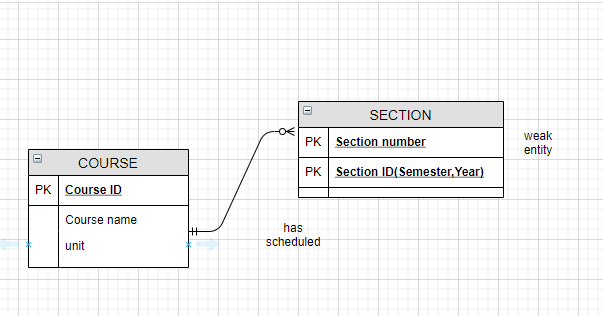 SECTION
PK Section number
PK Section ID(Semester,Year)
weak
entity
COURSE
PK Course ID
Course name
unit
has
scheduled